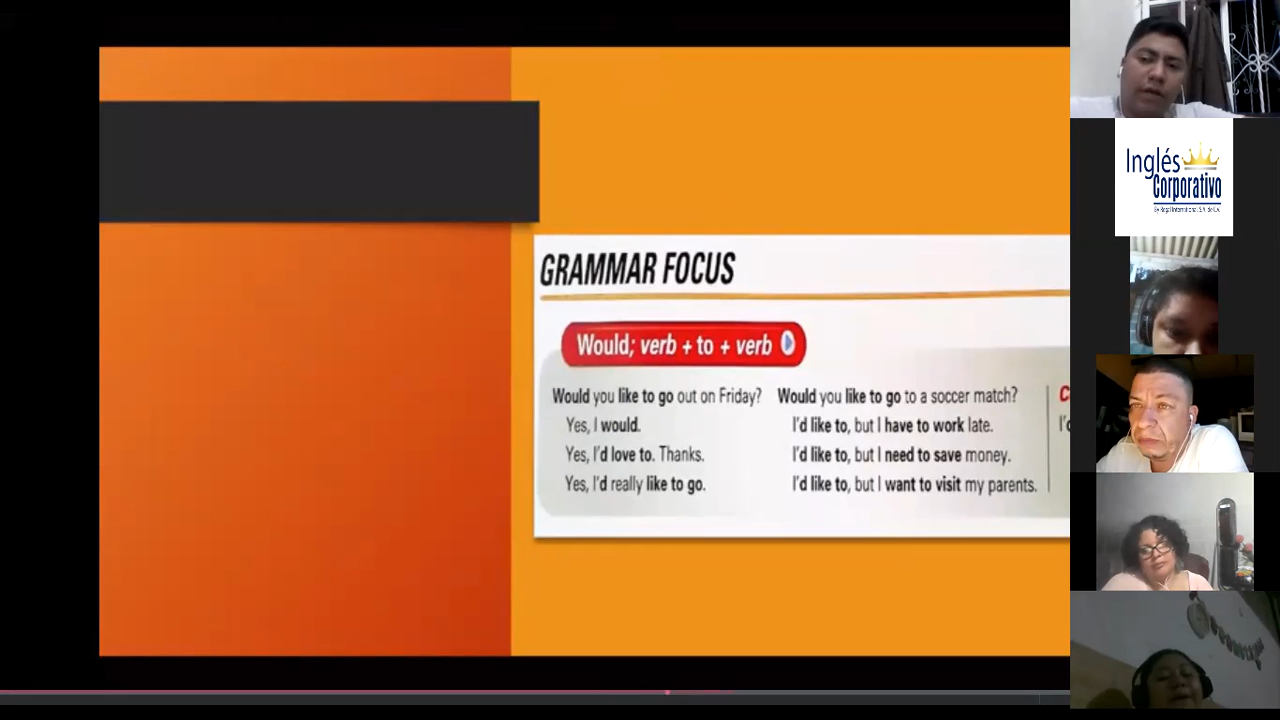 GRAMMAR FOCUS
Would; verb + to + verb
Would you like to go out on Friday?
Yes, I would.
Yes, I'd love to. Thanks.
Yes, I'd really like to go.
Would you like to go to a soccer match?
I'd like to, but I have to work late.
I'd like to, but I need to save money.
I'd like to, but I want to visit my parents.
Inglés
Corporativo